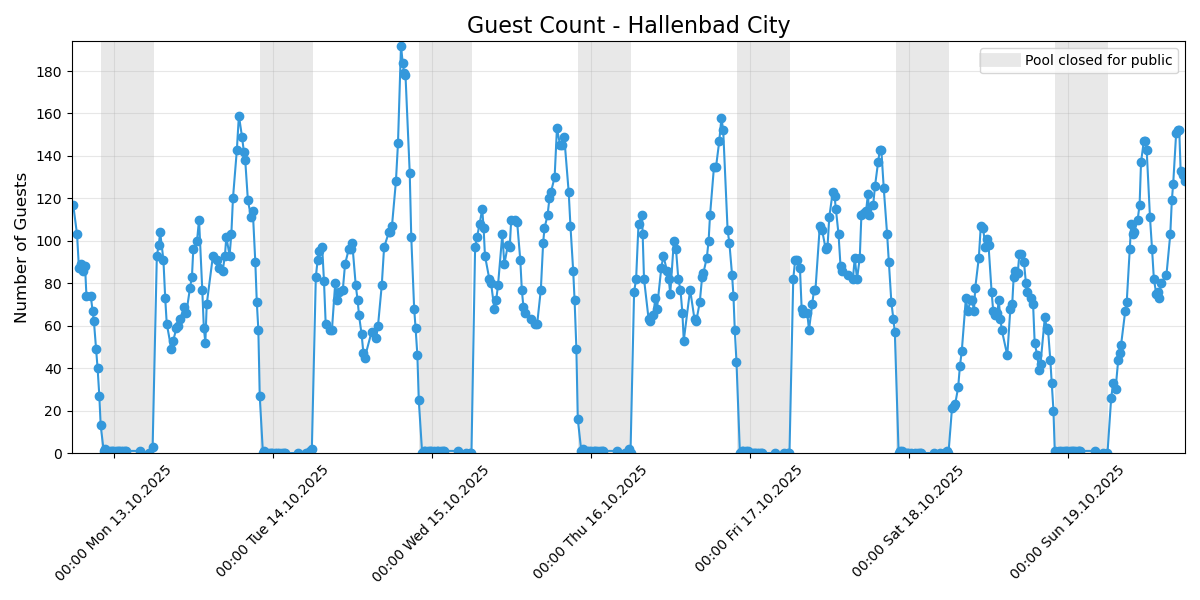 Guest Count - Hallenbad City
Pool closed for public
Number of Guests
180
160
140
120
100
80
60
40
20
0
00:00 Mon 13.10.2025
00:00 Tue 14.10.2025
00:00 Wed 15.10.2025
00:00 Thu 16.10.2025
00:00 Fri 17.10.2025
00:00 Sat 18.10.2025
00:00 Sun 19.10.2025